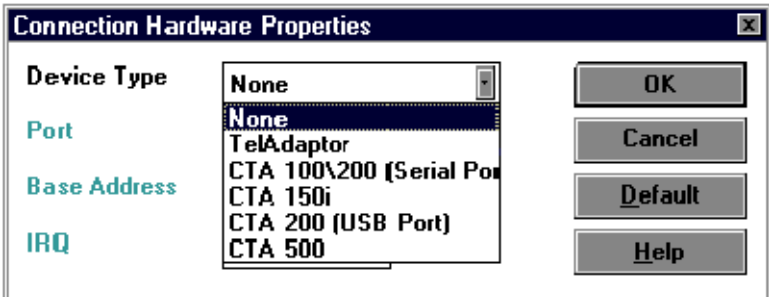 Connection Hardware Properties
Device Type
None
OK
None
TelAdaptor
Port
Cancel
CTA 100\200 (Serial Por
CTA 150i
Base Address
Default
CTA 200 (USB Port)
CTA 500
IRQ
Help